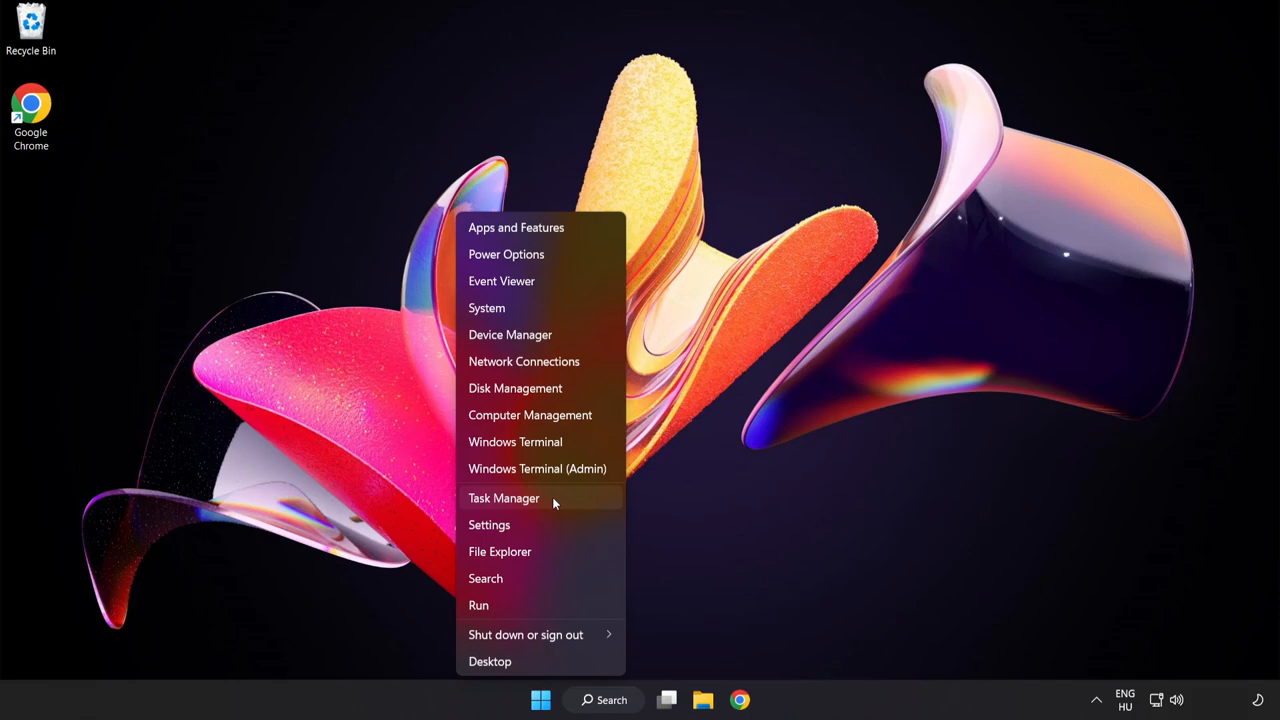 Recycle Bin
Google
Chrome
Apps and Features
Power Options
Event Viewer
System
Device Manager
Network Connections
Disk Management
Computer Management
Windows Terminal
Windows Terminal (Admin)
Task Manager
Settings
File Explorer
Search
Run
Shut down or sign out
Desktop
Search
ENG
HU